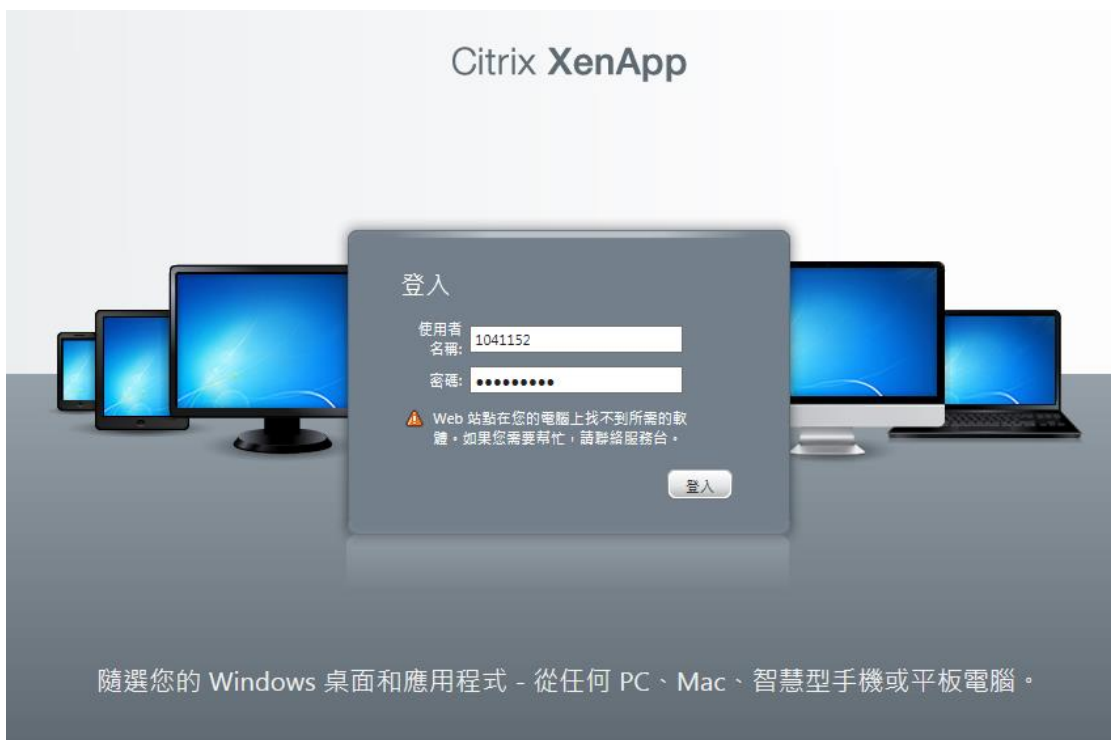 Citrix XenApp
登入
使用者
名稱:
1041152
密碼:
•••••••••
Web 站點在您的電腦上找不到所需的軟
體。如果您需要幫忙，請聯絡服務台。
登入
隨選您的 Windows 桌面和應用程式 - 從任何 PC、Mac、智慧型手機或平板電腦。